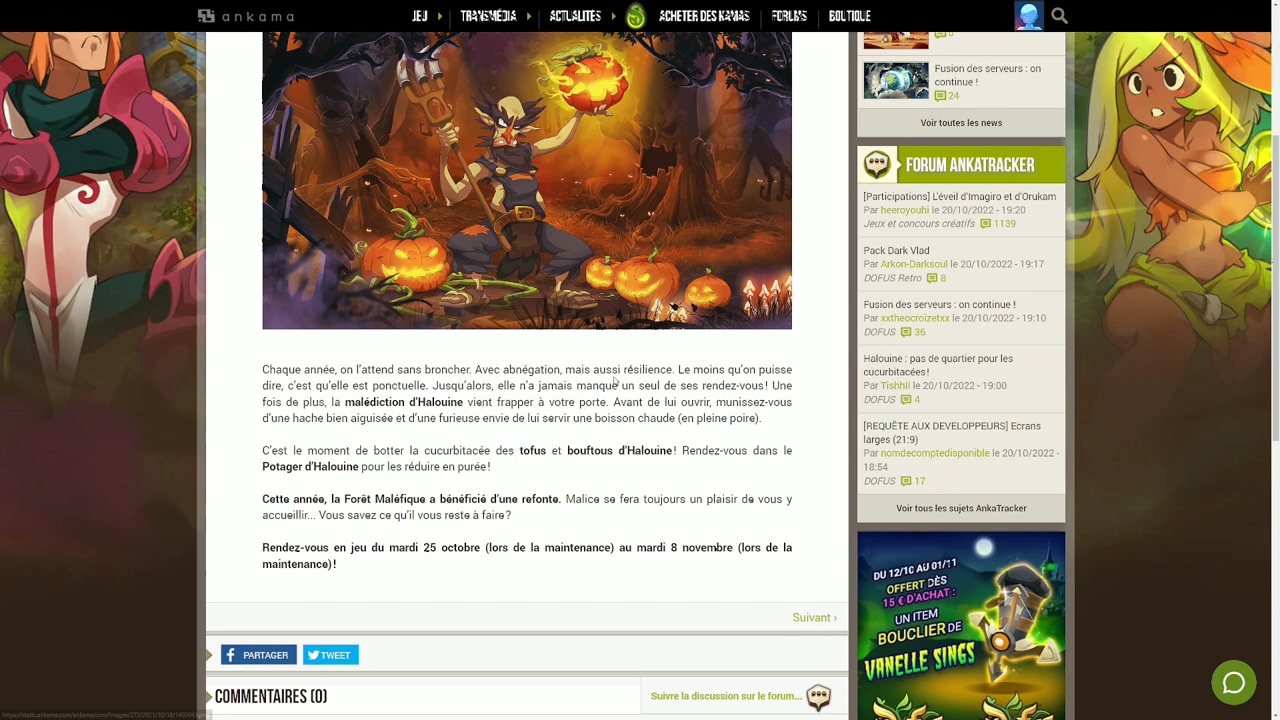 ankama
JEU
TRANSMÉDIA
ACTUALITÉS
ACHETER DES KAMAS
FORUMS
BOUTIQUE
Chaque année, on l'attend sans broncher. Avec abnégation, mais aussi résilience. Le moins qu'on puisse
dire, c'est qu'elle est ponctuelle. Jusqu'alors, elle n'a jamais manqué un seul de ses rendez-vous ! Une
fois de plus, la malédiction d'Halouine vient frapper à votre porte. Avant de lui ouvrir, munissez-vous
d'une hache bien aiguisée et d'une furieuse envie de lui servir une boisson chaude (en pleine poire).
C'est le moment de botter la cucurbitacée des tofus et bouftous d'Halouine ! Rendez-vous dans le
Potager d'Halouine pour les réduire en purée !
Cette année, la Forêt Maléfique a bénéficié d'une refonte. Malice se fera toujours un plaisir de vous y
accueillir... Vous savez ce qu'il vous reste à faire ?
Rendez-vous en jeu du mardi 25 octobre (lors de la maintenance) au mardi 8 novembre (lors de la
maintenance) !
Suivant ›
PARTAGER
TWEET
COMMENTAIRES (0)
Suivre la discussion sur le forum...
Fusion des serveurs : on
continue !
24
Voir toutes les news
FORUM ANKATRACKER
[Participations] L'éveil d'Imagiro et d'Orukam
Par heeroyouhi le 20/10/2022 - 19:20
Jeux et concours créatifs 1139
Pack Dark Vlad
Par Arkon-Darksoul le 20/10/2022 - 19:17
DOFUS Retro 8
Fusion des serveurs : on continue !
Par xxtheocroizetxx le 20/10/2022 - 19:10
DOFUS 36
Halouine : pas de quartier pour les
cucurbitacées !
Par TishhIl le 20/10/2022 - 19:00
DOFUS 4
[REQUÊTE AUX DEVELOPPEURS] Ecrans
larges (21:9)
Par nomdecomptedisponible le 20/10/2022 -
18:54
DOFUS 17
Voir tous les sujets AnkaTracker
DU 12/10 AU 01/11
OFFERT DÈS
15 € D'ACHAT :
UN ITEM
BOUCLIER DE
VANELLE SINGS